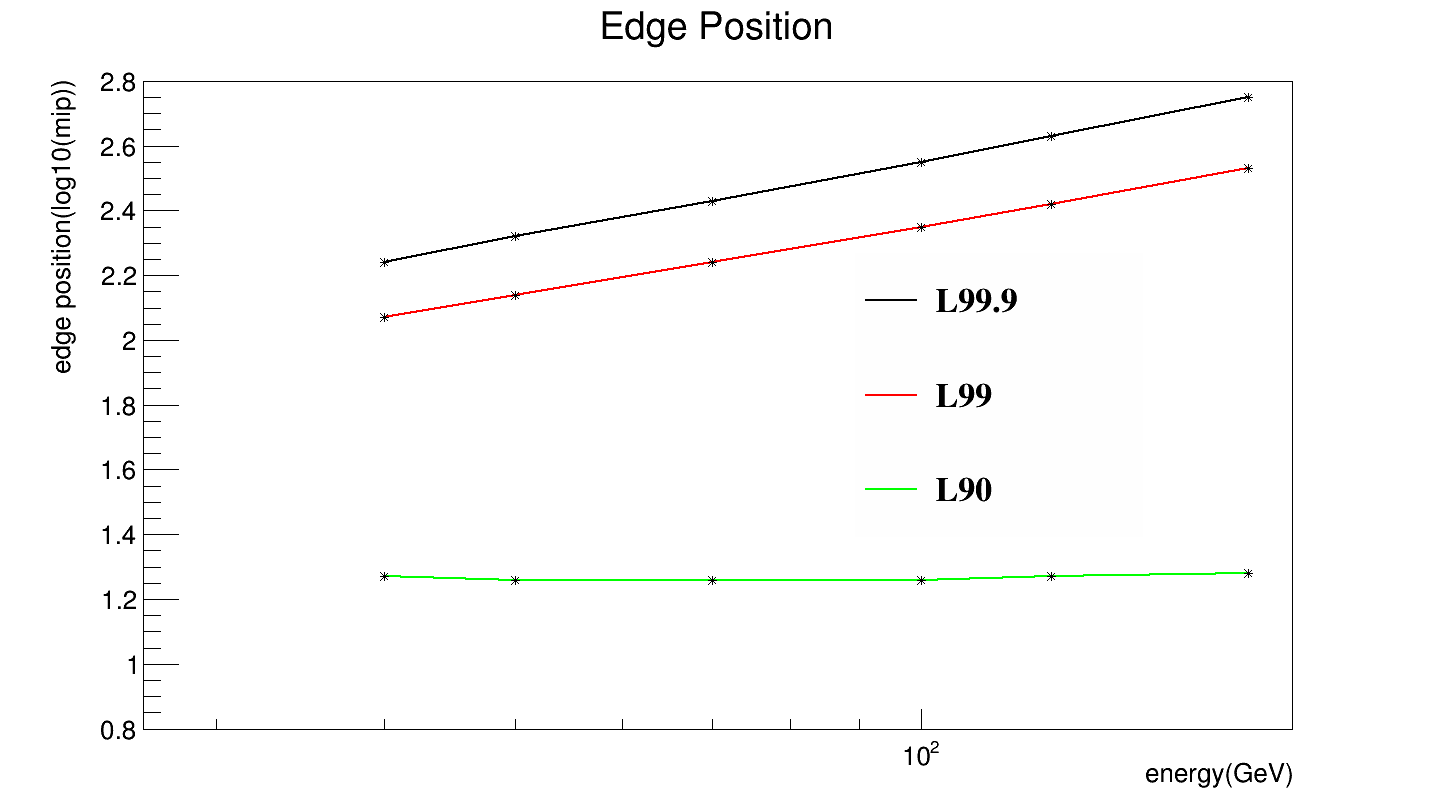 Edge Position
edge position(log10(mip))
2.8
2.6
2.4
2.2
2
1.8
1.6
1.4
1.2
1
0.8
L99.9
L99
L90
10²
energy(GeV)